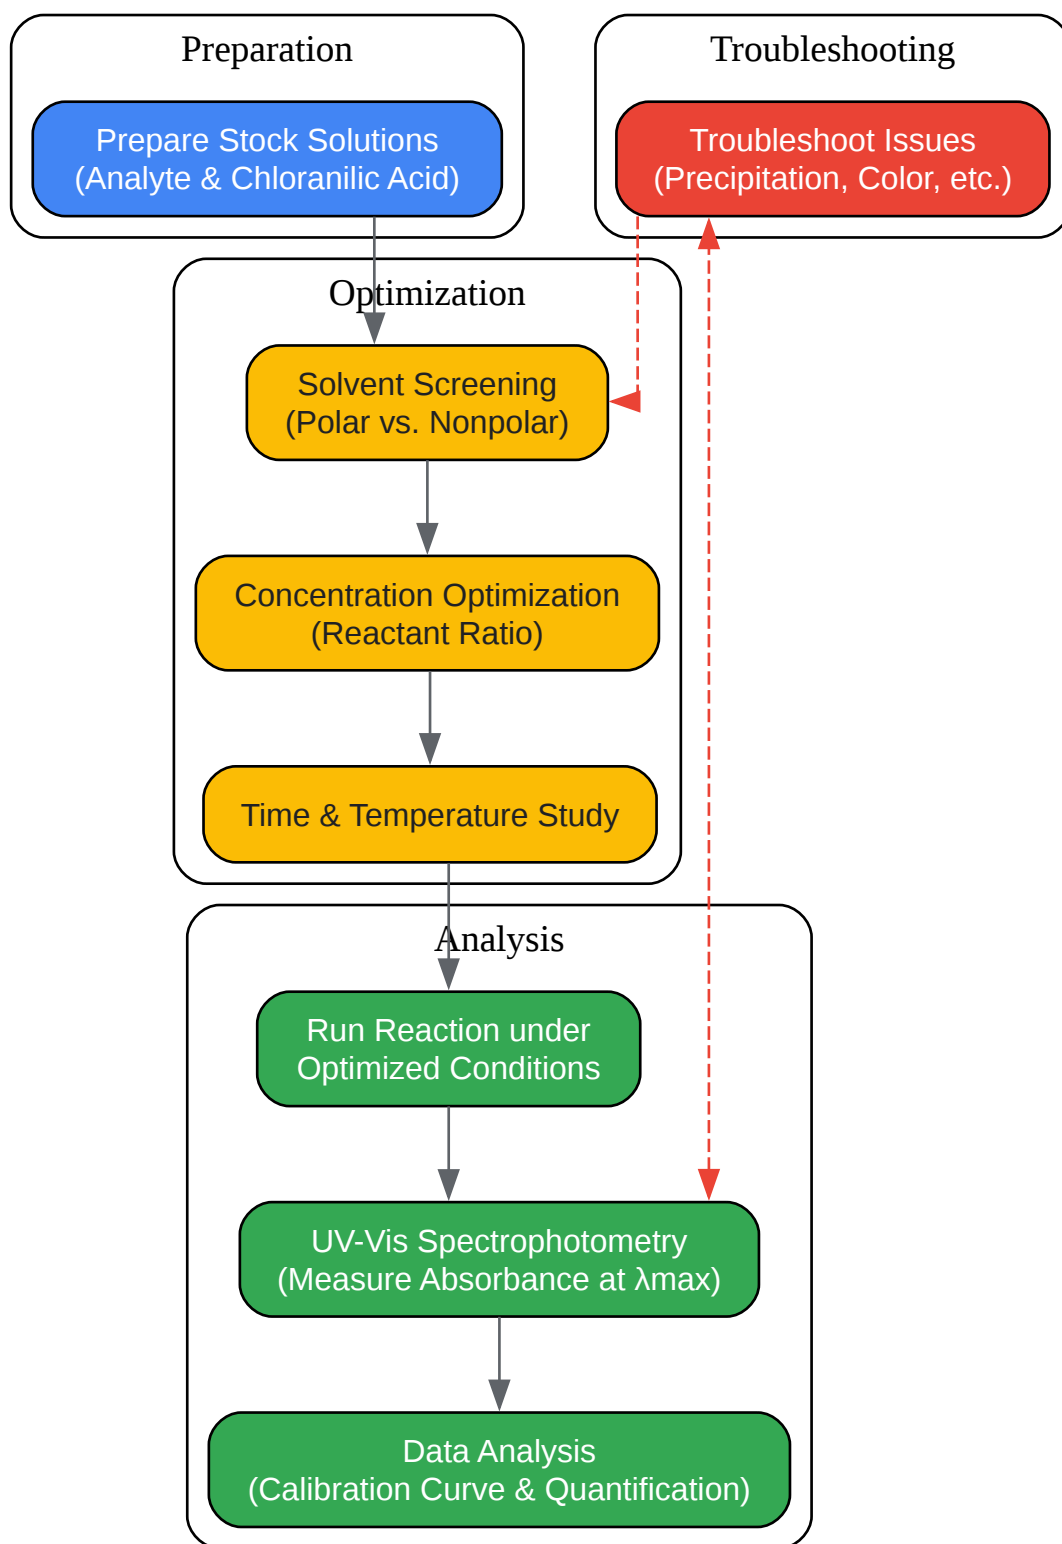 Preparation
Prepare Stock Solutions
(Analyte & Chloranilic Acid)
Troubleshooting
Troubleshoot Issues
(Precipitation, Color, etc.)
Optimization
Solvent Screening
(Polar vs. Nonpolar)
Concentration Optimization
(Reactant Ratio)
Time & Temperature Study
Analysis
Run Reaction under
Optimized Conditions
UV-Vis Spectrophotometry
(Measure Absorbance at λmax)
Data Analysis
(Calibration Curve & Quantification)